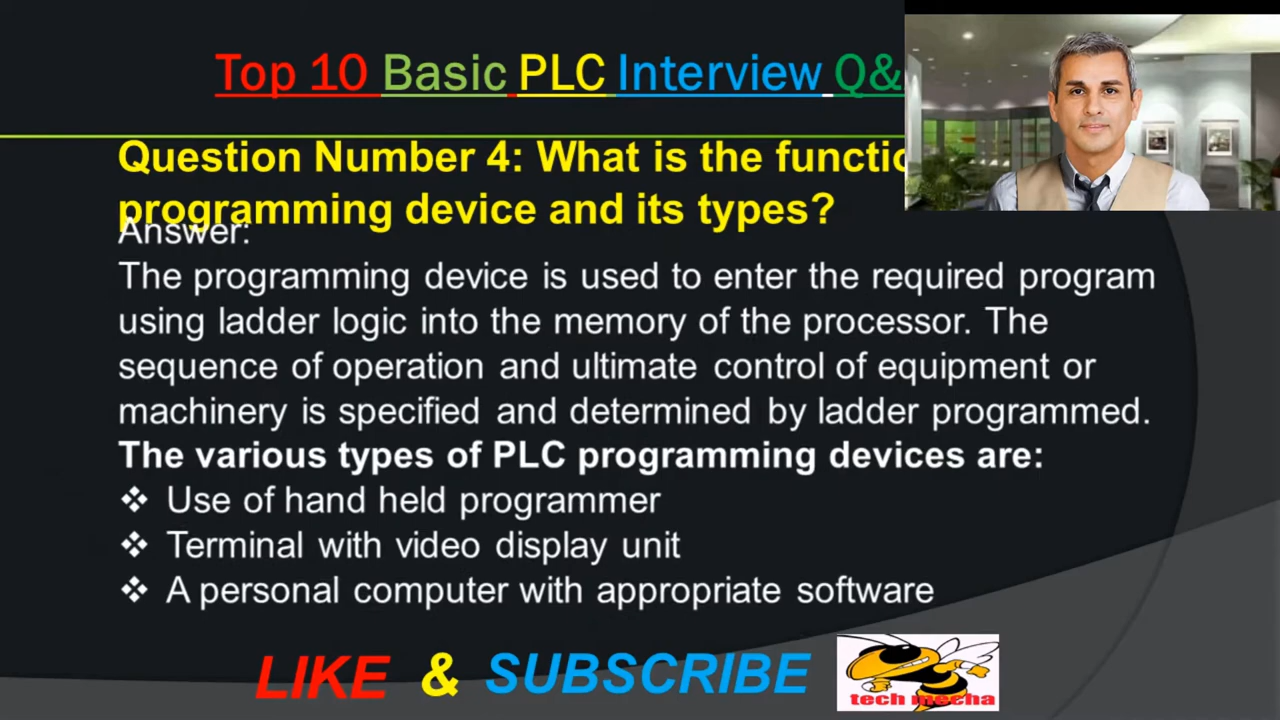 Top 10 Basic PLC Interview Q&
Question Number 4: What is the functio
programming device and its types?
Answer:
The programming device is used to enter the required program
using ladder logic into the memory of the processor. The
sequence of operation and ultimate control of equipment or
machinery is specified and determined by ladder programmed.
The various types of PLC programming devices are:
❖ Use of hand held programmer
❖ Terminal with video display unit
❖ A personal computer with appropriate software
LIKE & SUBSCRIBE
tech mecha